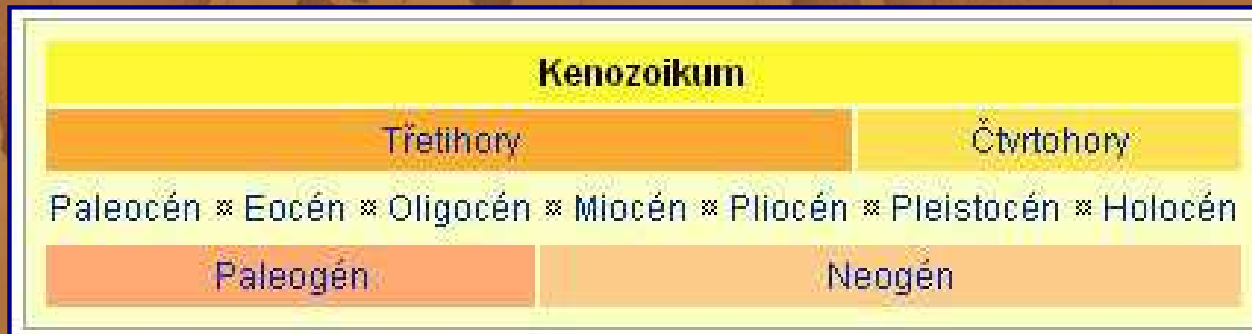 Kenozoikum
Třetihory Čtvrtohory
Paleocén ¤ Eocén ¤ Oligocén ¤ Miocén ¤ Pliocén ¤ Pleistocén ¤ Holocén
Paleogén Neogén